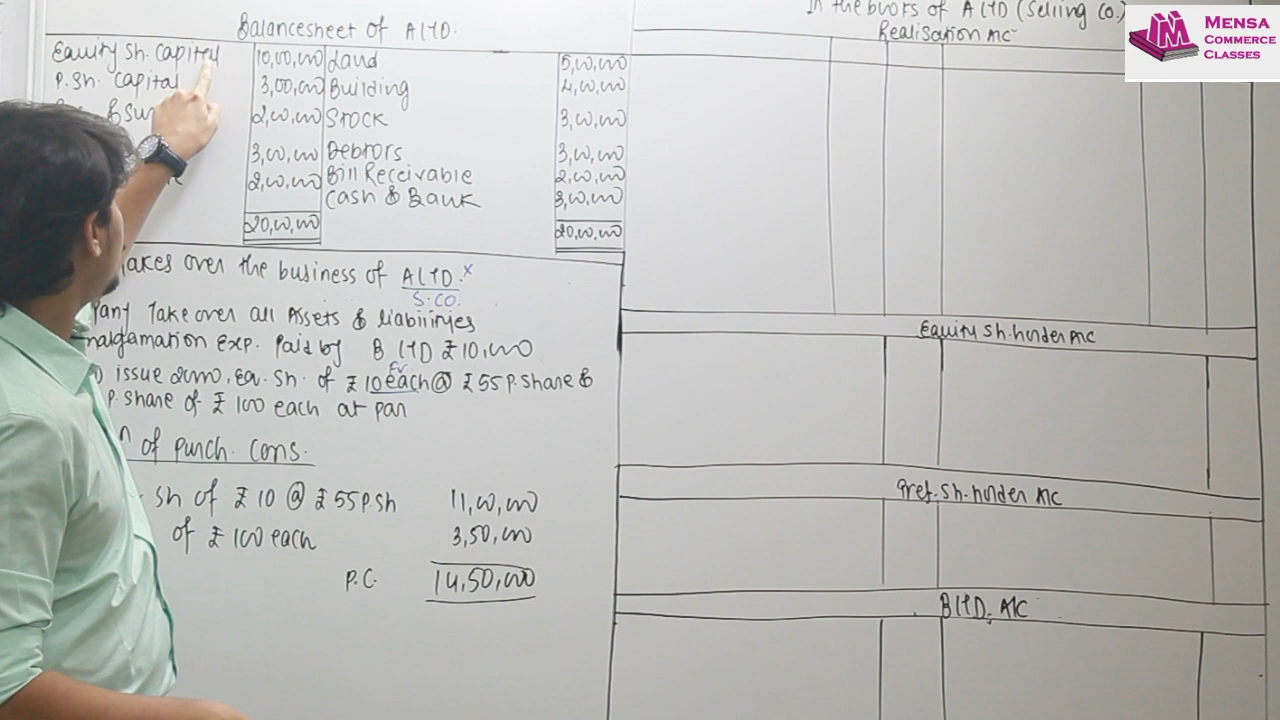 Balancesheet of A LTD.
Equity Sh. Capital 10,00,000 Land 5,00,000
P. Sh. Capital 3,00,000 Building 4,00,000
& Sur 2,00,000 Stock 3,00,000
3,00,000 Debtors 3,00,000
2,00,000 Bill Receivable 2,00,000
Cash & Bank 3,00,000
20,00,000 20,00,000
Takes over the business of A LTD. x
S. CO.
Take over all Assets & liabilities
malgamation Exp. Paid by B LTD ₹ 10,000
FV
issue 20000, Eq. Sh. of ₹ 10 each @ ₹ 55 P. Share &
P. Share of ₹ 100 each at par
of Purch. Cons.
Sh of ₹ 10 @ ₹ 55 P. Sh 11,00,000
of ₹ 100 each 3,50,000
P.C. 14,50,000
In the books of A LTD (Selling Co.)
Realisation A/C
Equity Sh. holder A/C
Pref. Sh. holder A/C
B LTD. A/C
MENSA
COMMERCE
CLASSES